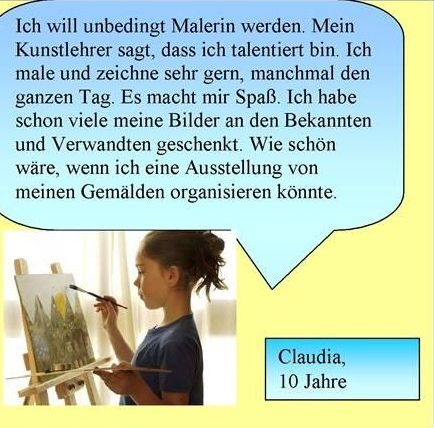 Ich will unbedingt Malerin werden. Mein
Kunstlehrer sagt, dass ich talentiert bin. Ich
male und zeichne sehr gern, manchmal den
ganzen Tag. Es macht mir Spaß. Ich habe
schon viele meine Bilder an den Bekannten
und Verwandten geschenkt. Wie schön
wäre, wenn ich eine Ausstellung von
meinen Gemälden organisieren könnte.
Claudia,
10 Jahre